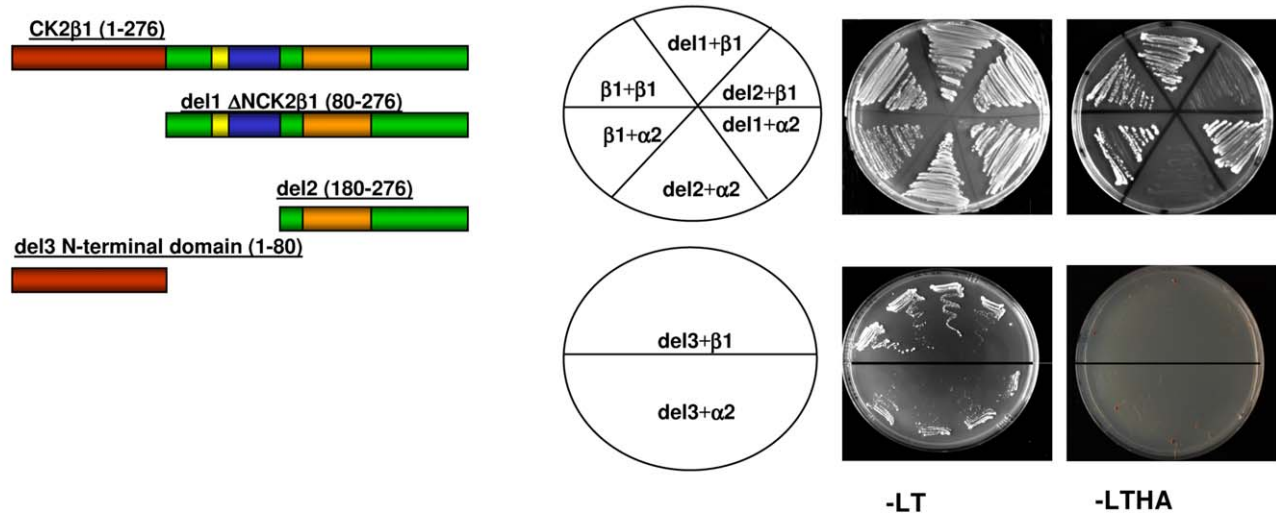 CK2β1 (1-276)
del1 ΔNCK2β1 (80-276)
del2 (180-276)
del3 N-terminal domain (1-80)
del1+β1
β1+β1
del2+β1
β1+α2
del1+α2
del2+α2
del3+β1
del3+α2
-LT
-LTHA